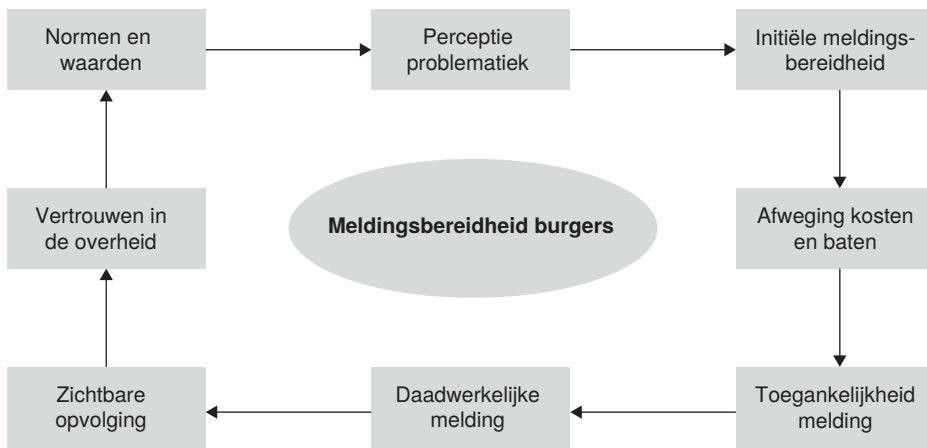 Normen en
waarden
Perceptie
problematiek
Initiële meldings-
bereidheid
Vertrouwen in
de overheid
Meldingsbereidheid burgers
Afweging kosten
en baten
Zichtbare
opvolging
Daadwerkelijke
melding
Toegankelijkheid
melding